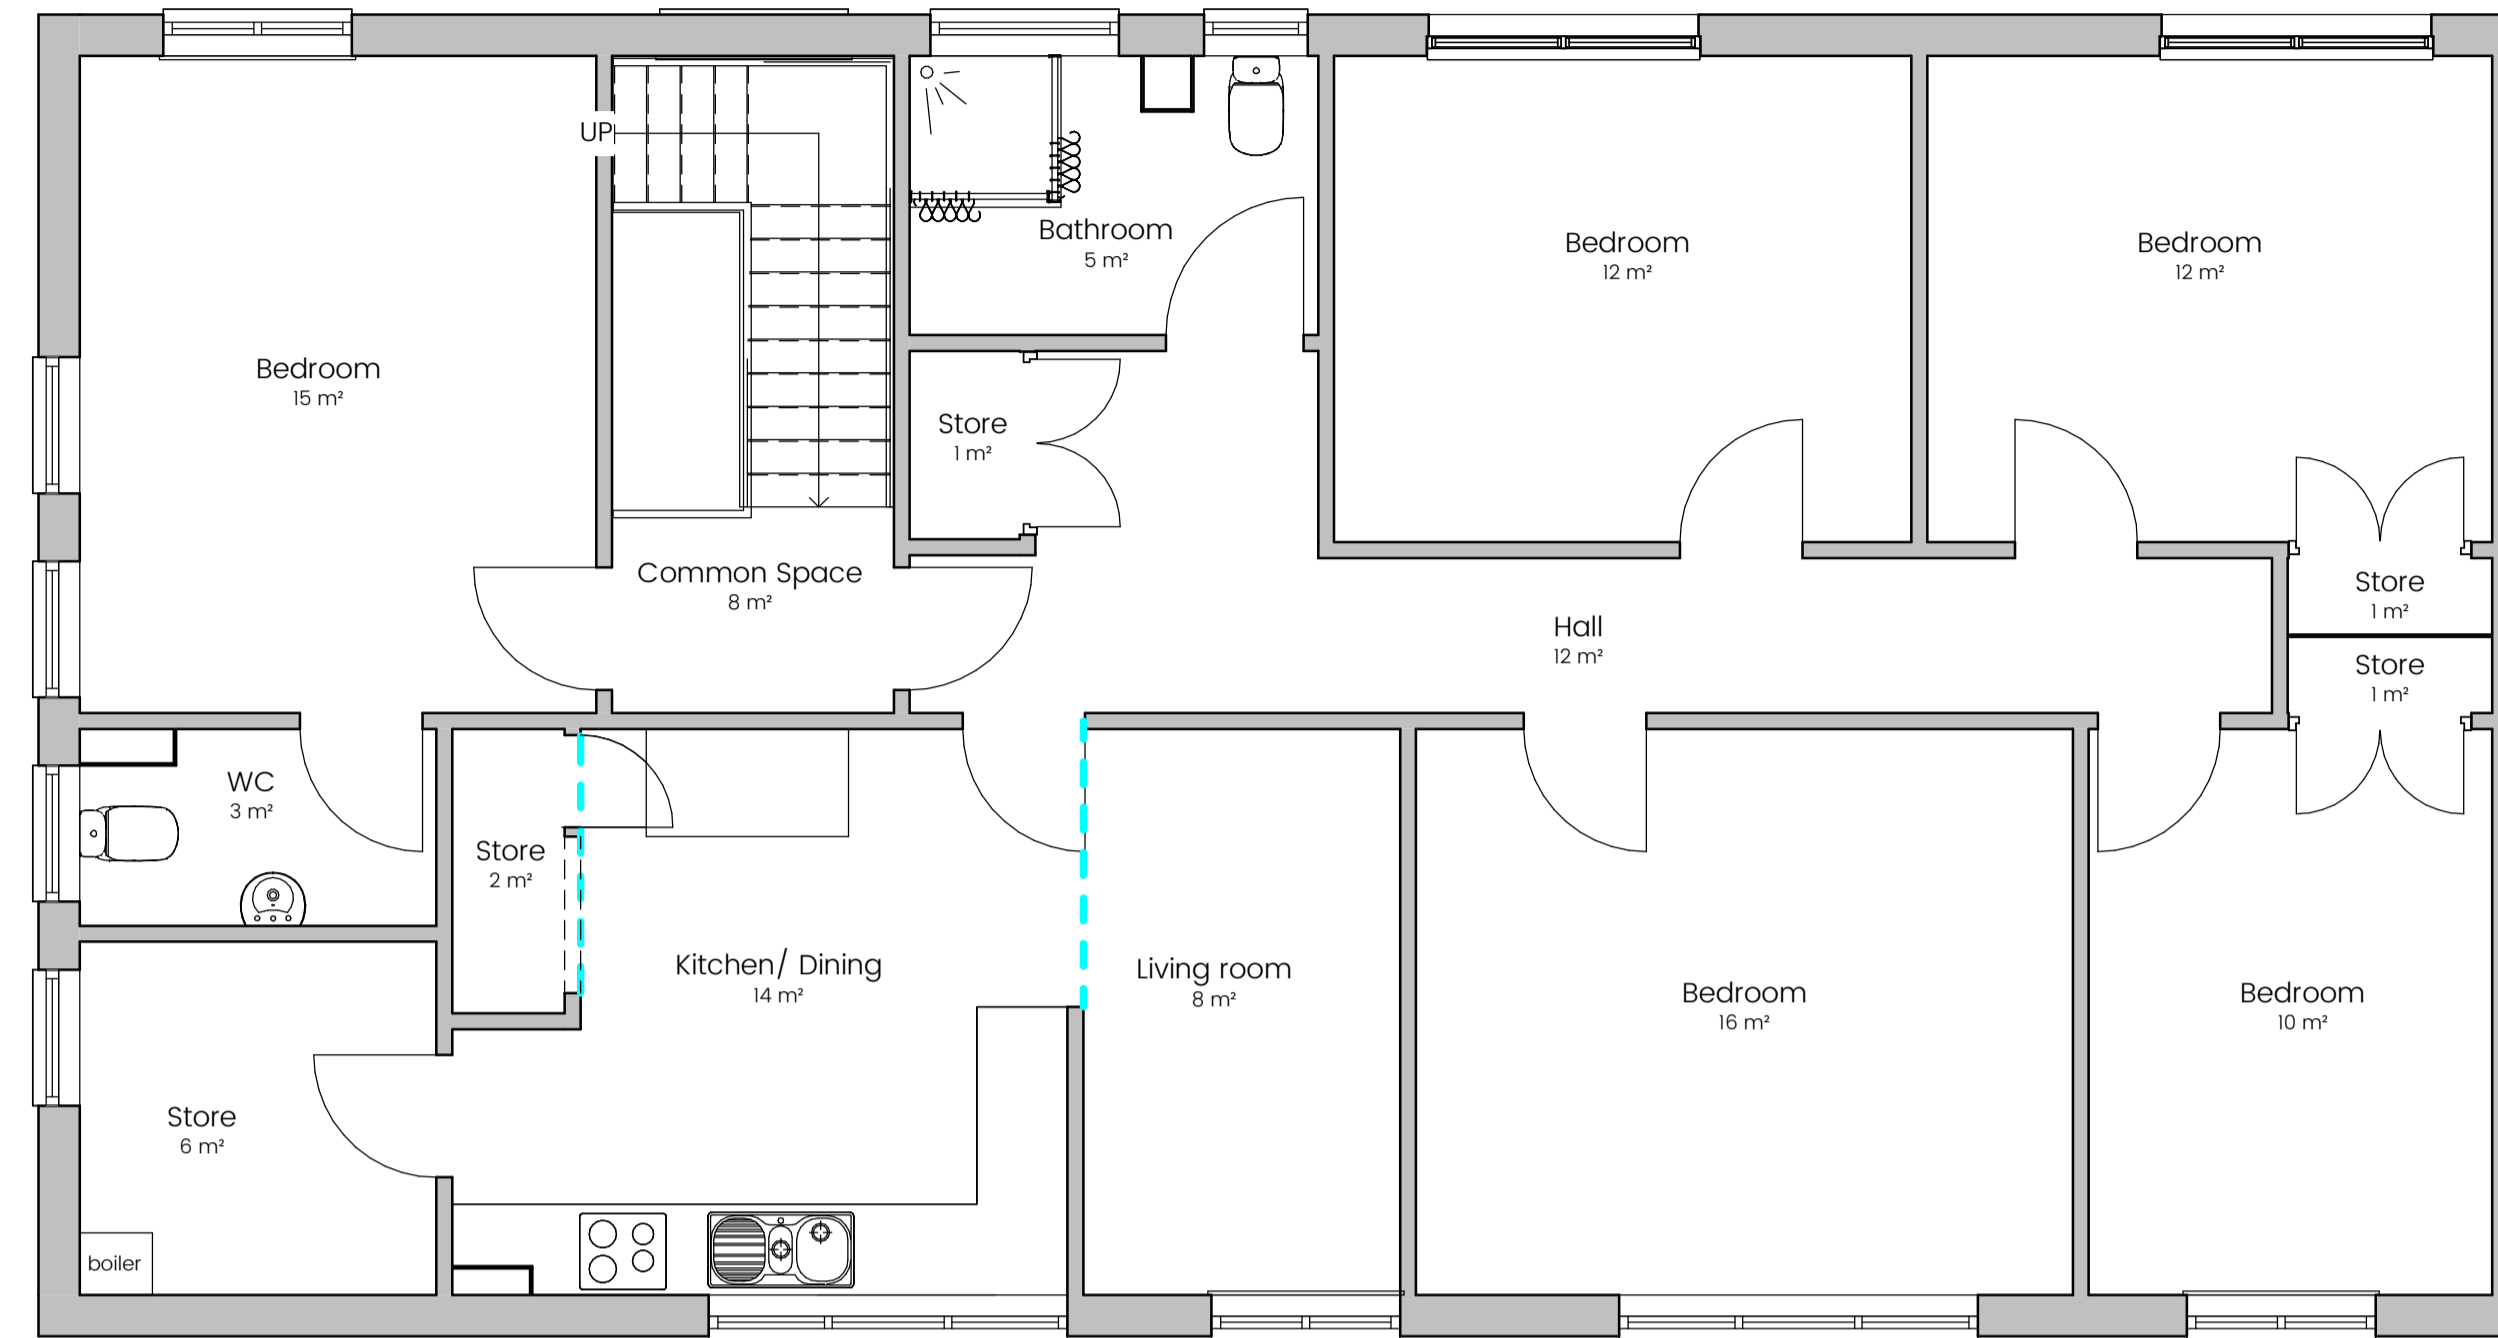 UP
Bathroom
5 m²
Bedroom
12 m²
Bedroom
12 m²
Bedroom
15 m²
Store
1 m²
Common Space
8 m²
Store
1 m²
Hall
12 m²
Store
1 m²
WC
3 m²
Store
2 m²
Kitchen/ Dining
14 m²
Living room
8 m²
Bedroom
16 m²
Bedroom
10 m²
Store
6 m²
boiler